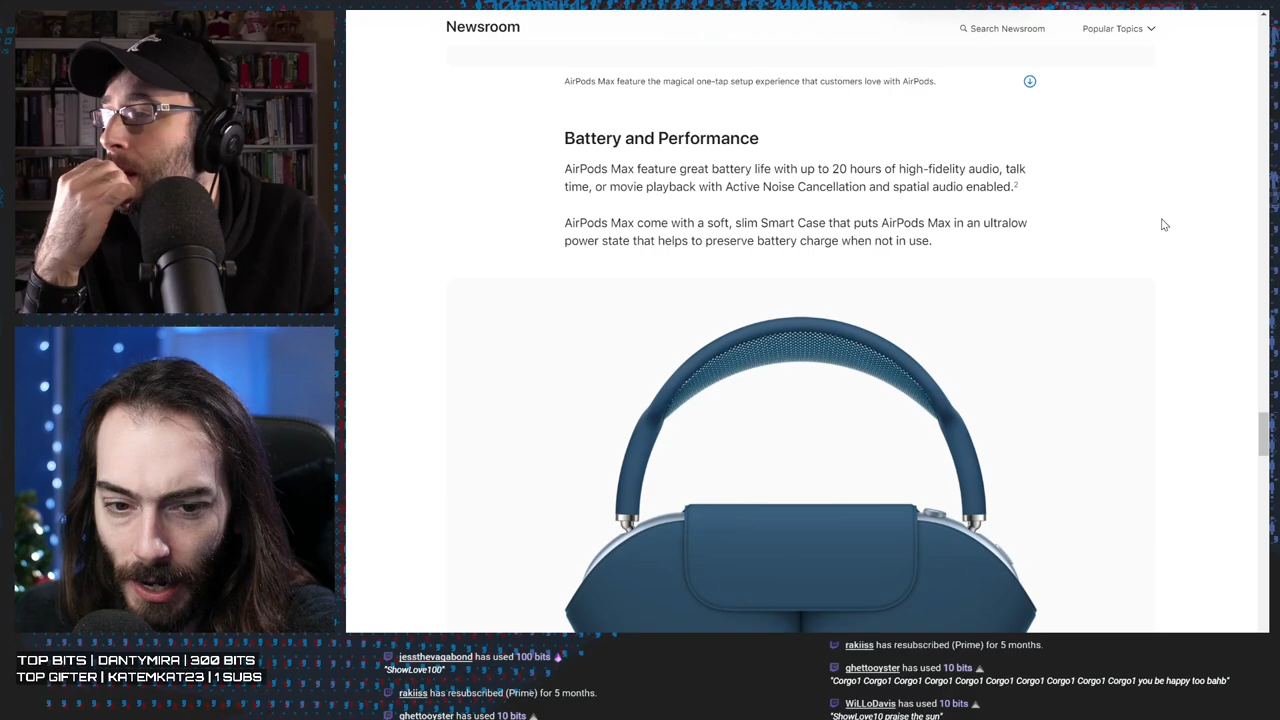 Newsroom
Search Newsroom
Popular Topics
AirPods Max feature the magical one-tap setup experience that customers love with AirPods.
Battery and Performance
AirPods Max feature great battery life with up to 20 hours of high-fidelity audio, talk
time, or movie playback with Active Noise Cancellation and spatial audio enabled.2
AirPods Max come with a soft, slim Smart Case that puts AirPods Max in an ultralow
power state that helps to preserve battery charge when not in use.
TOP BITS | DANTYMIRA | 300 BITS
TOP GIFTER | KATEMKAT23 | 1 SUBS
jessthevagabond has used 100 bits
"ShowLove100"
rakiiss has resubscribed (Prime) for 5 months.
ghettooyster has used 10 bits
rakiiss has resubscribed (Prime) for 5 months.
ghettooyster has used 10 bits
"Corgo1 Corgo1 Corgo1 Corgo1 Corgo1 Corgo1 Corgo1 Corgo1 Corgo1 Corgo1 you be happy too bahb"
WiLLoDavis has used 10 bits
"ShowLove10 praise the sun"